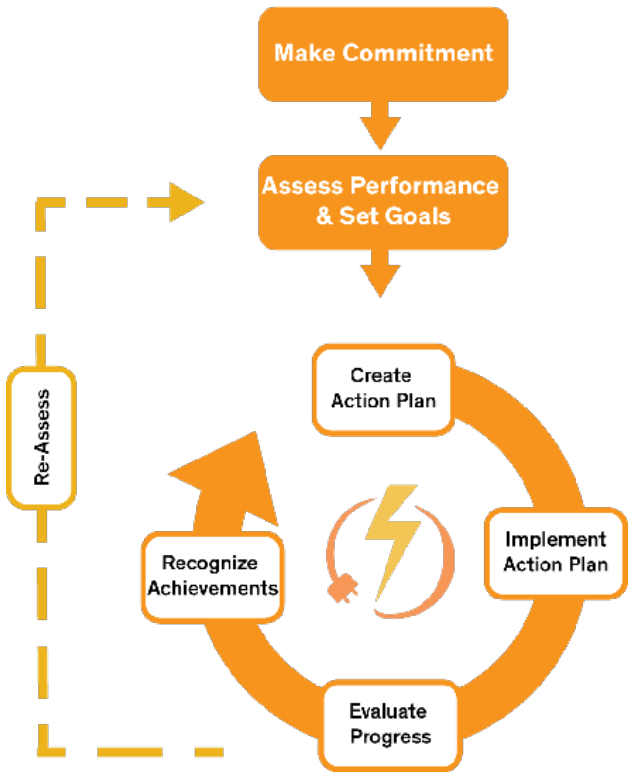 Make Commitment
Assess Performance
& Set Goals
Create
Action Plan
Implement
Action Plan
Evaluate
Progress
Recognize
Achievements
Re-Assess